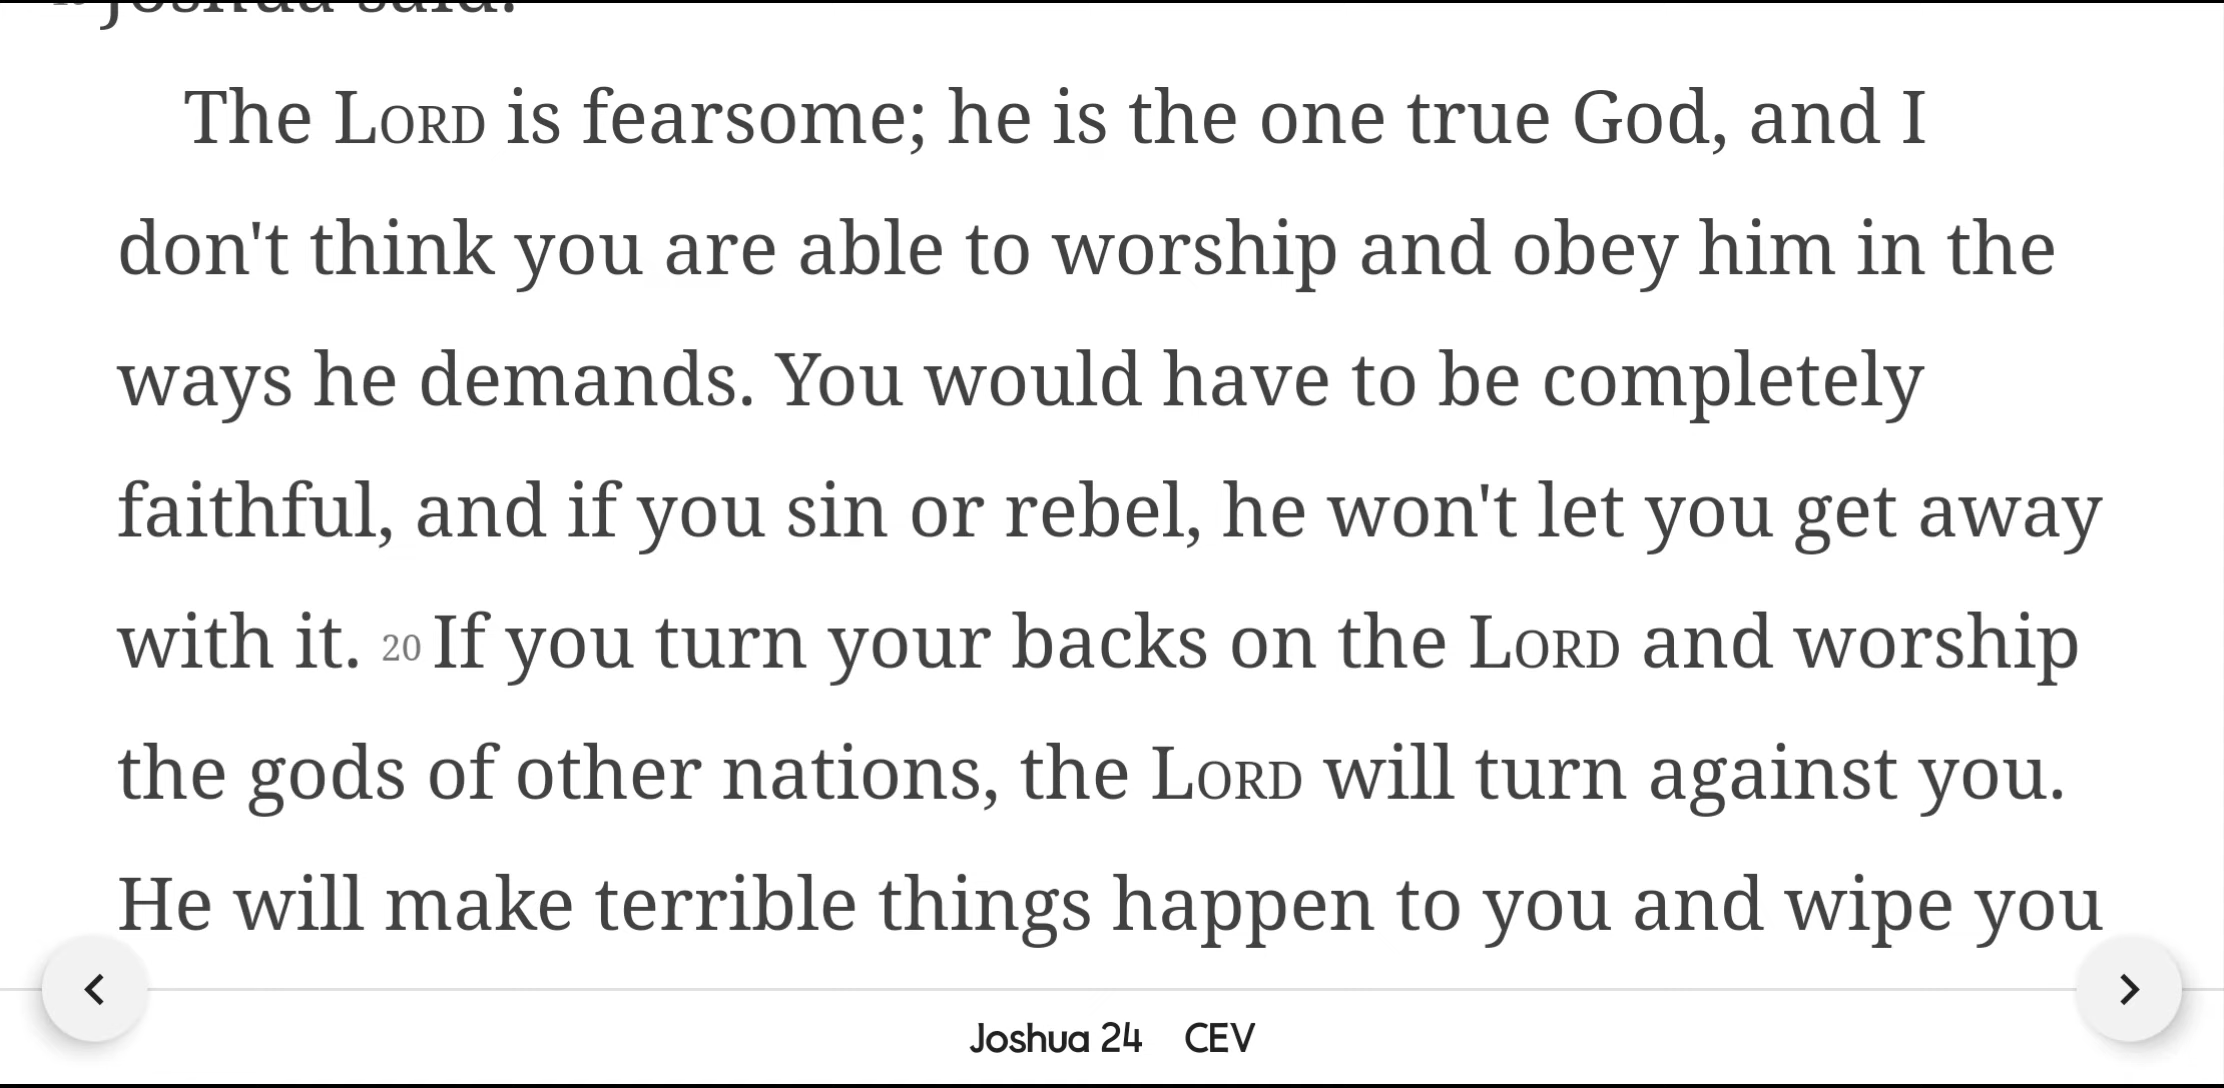 Joshua said:
The LORD is fearsome; he is the one true God, and I
don't think you are able to worship and obey him in the
ways he demands. You would have to be completely
faithful, and if you sin or rebel, he won't let you get away
with it. 20 If you turn your backs on the LORD and worship
the gods of other nations, the LORD will turn against you.
He will make terrible things happen to you and wipe you
Joshua 24 CEV